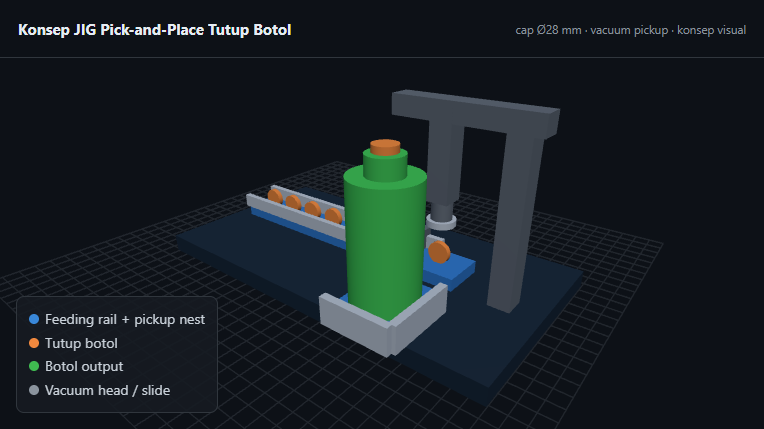 Konsep JIG Pick-and-Place Tutup Botol
cap Ø28 mm · vacuum pickup · konsep visual
Feeding rail + pickup nest
Tutup botol
Botol output
Vacuum head / slide